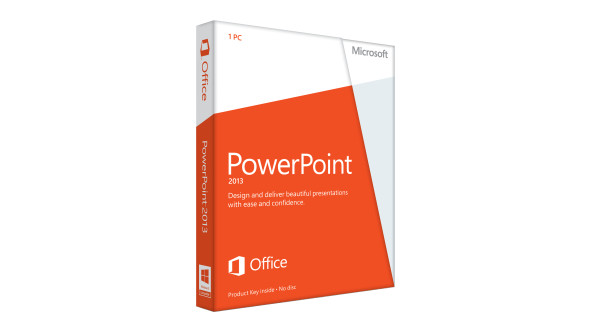 1 PC
Microsoft
Office
PowerPoint 2013
PowerPoint
2013
Design and deliver beautiful presentations
with ease and confidence.
Office
Product Key Inside • No disc